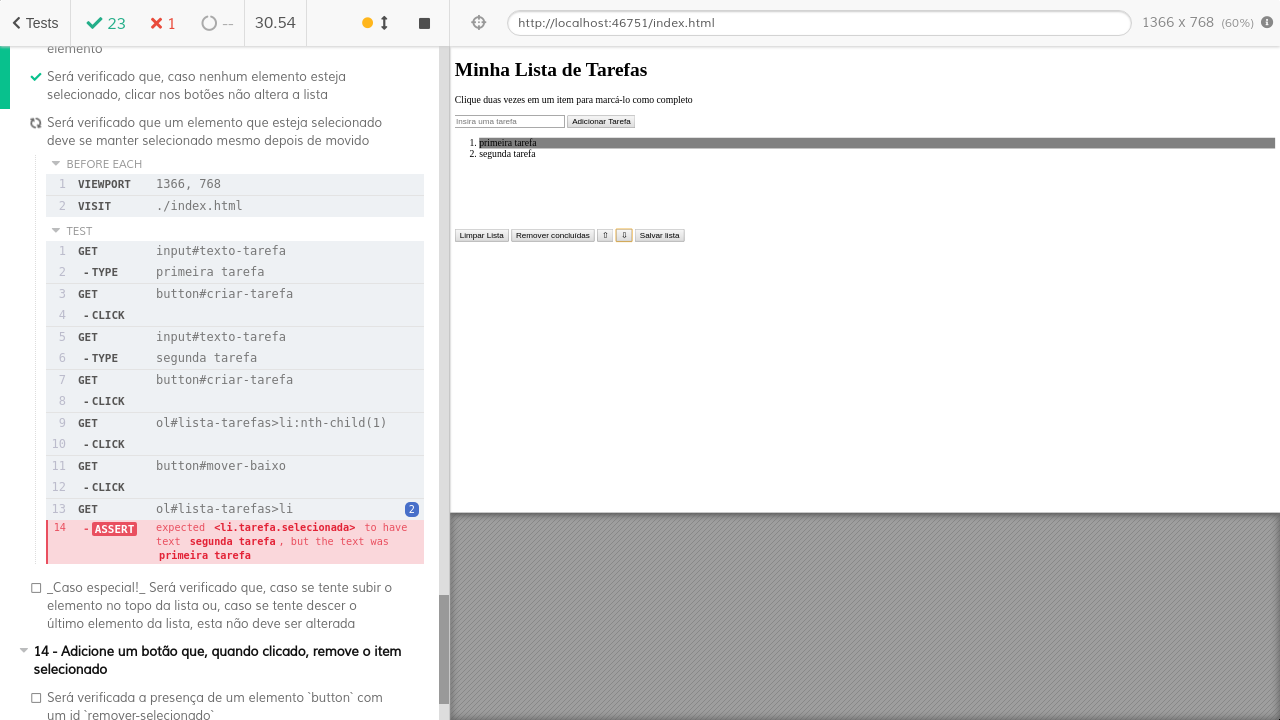 Tests
23
1
--
30.54
http://localhost:46751/index.html
1366 x 768 (60%)
elemento
Será verificado que, caso nenhum elemento esteja
selecionado, clicar nos botões não altera a lista
Será verificado que um elemento que esteja selecionado
deve se manter selecionado mesmo depois de movido
BEFORE EACH
1 VIEWPORT 1366, 768
2 VISIT ./index.html
TEST
1 GET input#texto-tarefa
2 -TYPE primeira tarefa
3 GET button#criar-tarefa
4 -CLICK
5 GET input#texto-tarefa
6 -TYPE segunda tarefa
7 GET button#criar-tarefa
8 -CLICK
9 GET ol#lista-tarefas>li:nth-child(1)
10 -CLICK
11 GET button#mover-baixo
12 -CLICK
13 GET ol#lista-tarefas>li 2
14 -ASSERT expected <li.tarefa.selecionada> to have
text segunda tarefa, but the text was
primeira tarefa
_Caso especial!_ Será verificado que, caso se tente subir o
elemento no topo da lista ou, caso se tente descer o
último elemento da lista, esta não deve ser alterada
14 - Adicione um botão que, quando clicado, remove o item
selecionado
Será verificada a presença de um elemento `button` com
um id `remover-selecionado`
Minha Lista de Tarefas
Clique duas vezes em um item para marcá-lo como completo
Insira uma tarefa Adicionar Tarefa
1. primeira tarefa
2. segunda tarefa
Limpar Lista Remover concluídas ⇧ ⇩ Salvar lista